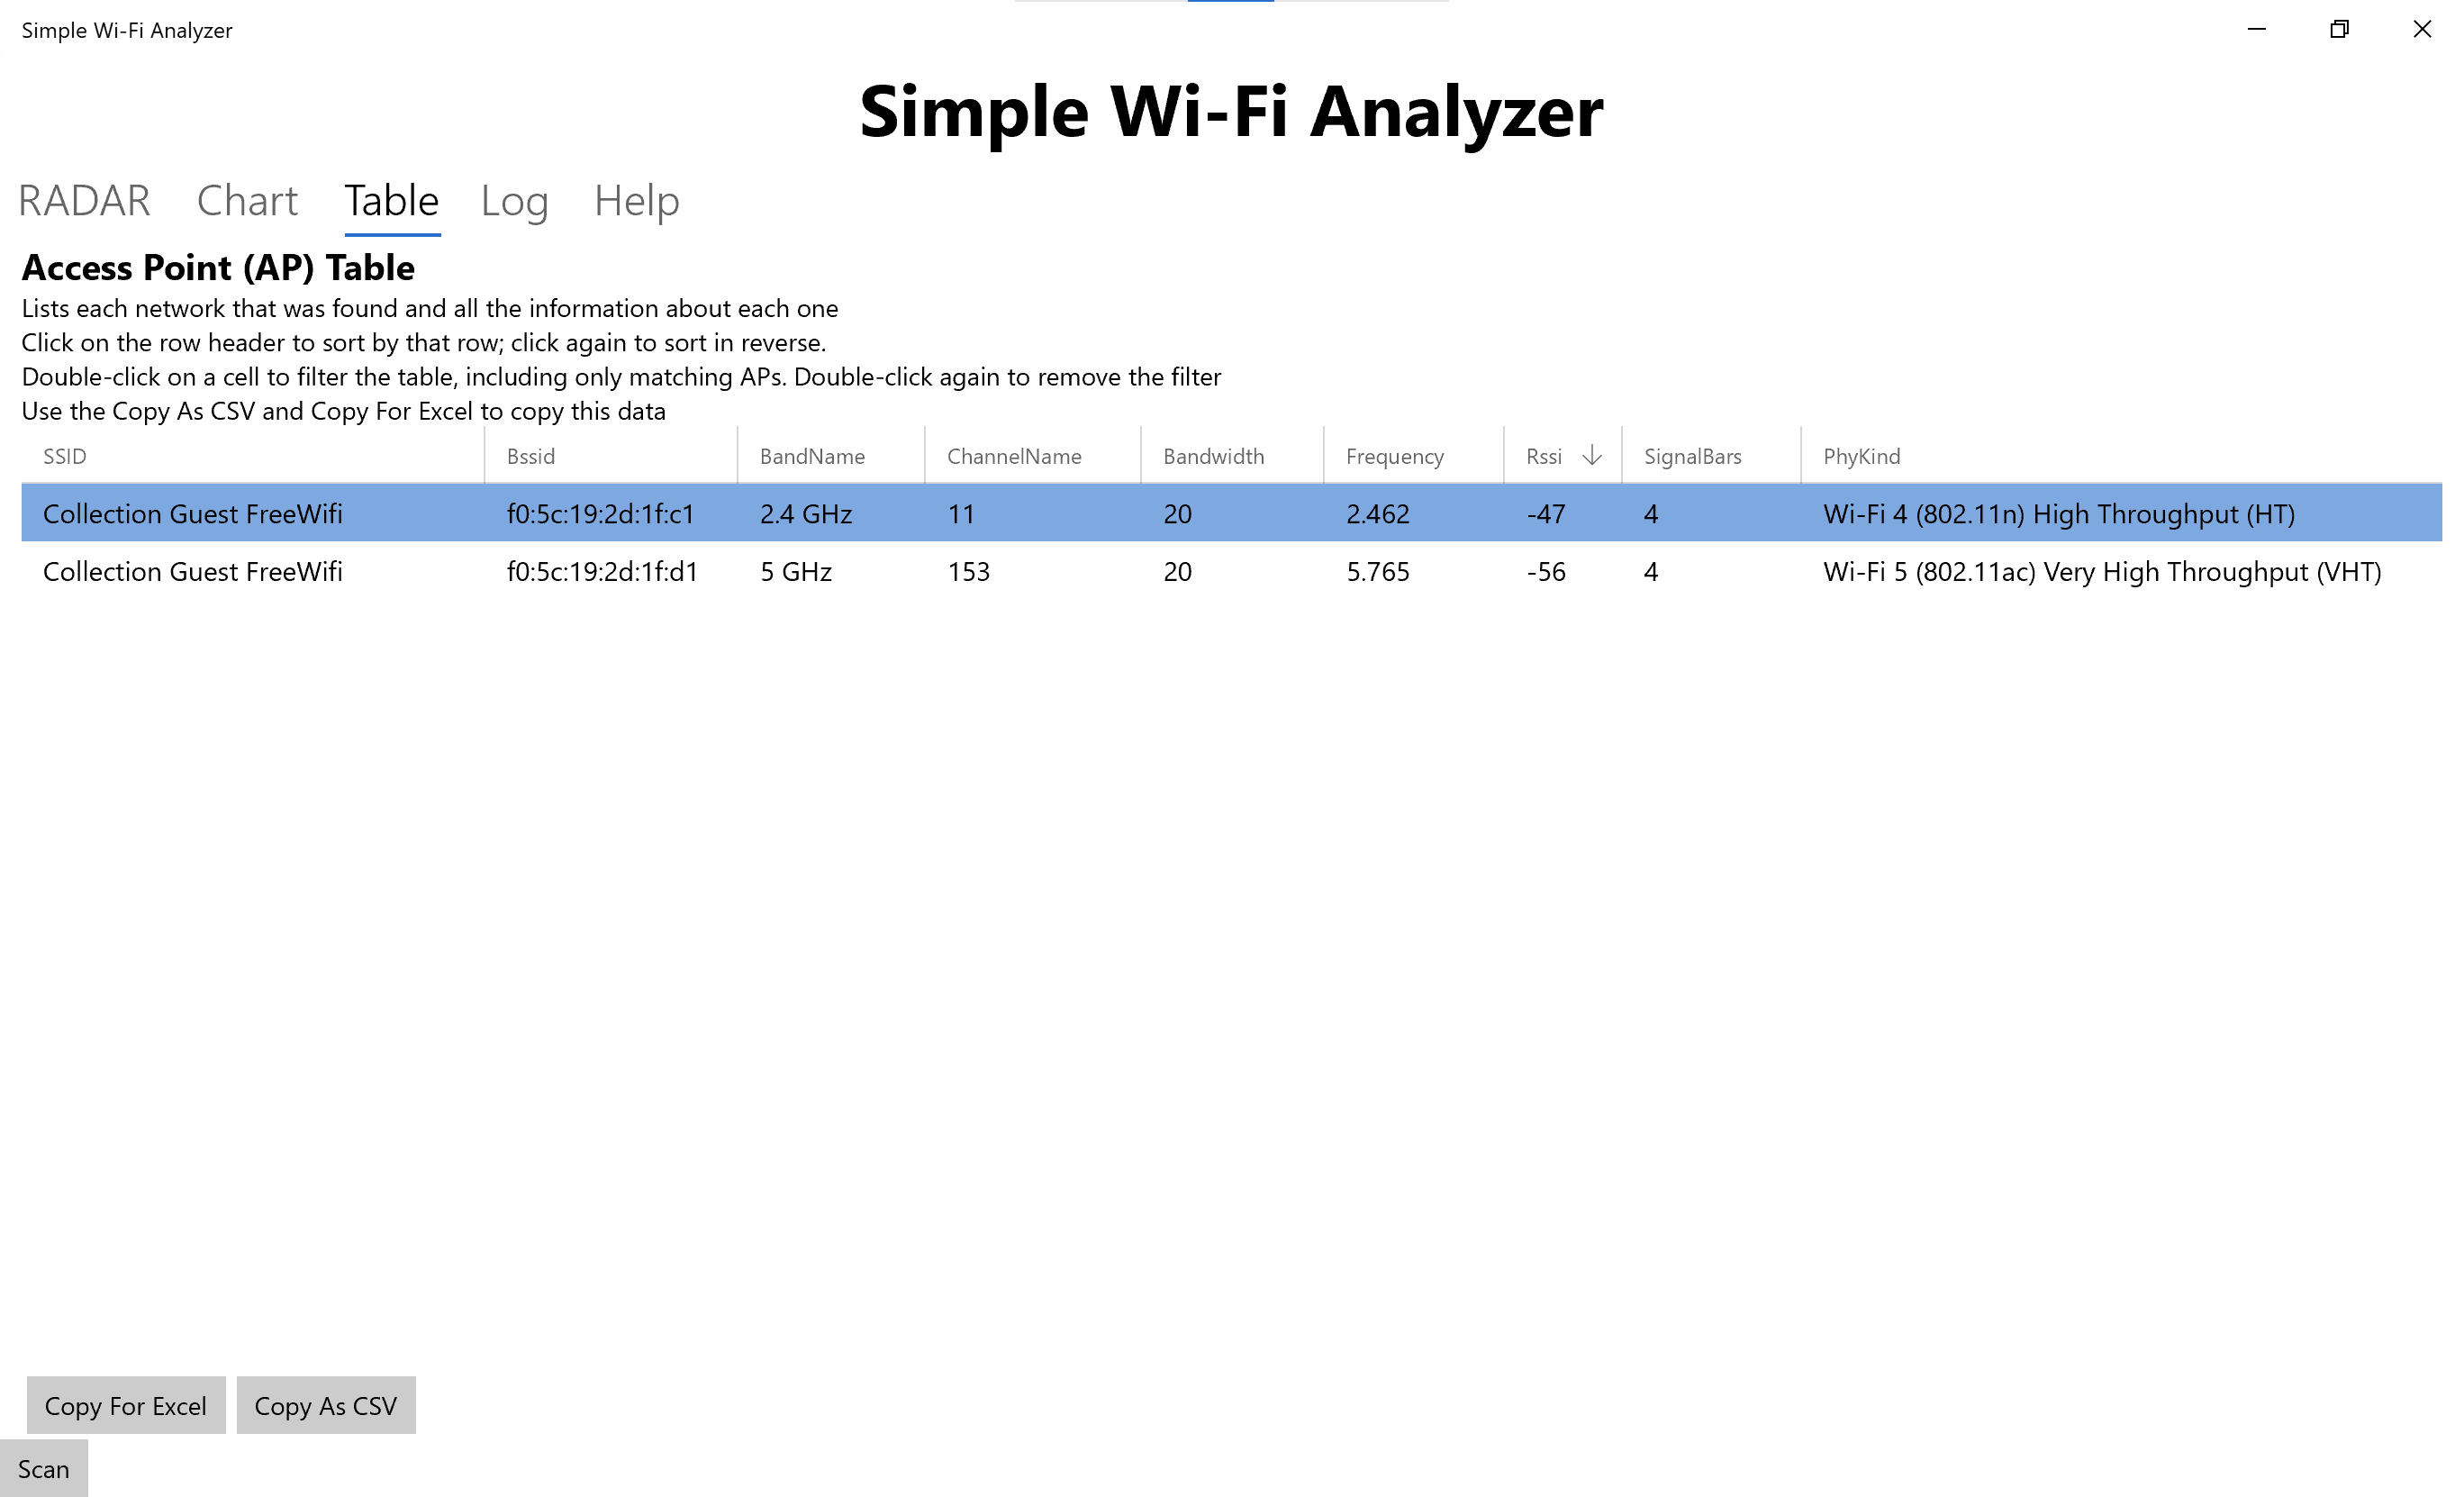 Simple Wi-Fi Analyzer
Simple Wi-Fi Analyzer
RADAR Chart Table Log Help
Access Point (AP) Table
Lists each network that was found and all the information about each one
Click on the row header to sort by that row; click again to sort in reverse.
Double-click on a cell to filter the table, including only matching APs. Double-click again to remove the filter
Use the Copy As CSV and Copy For Excel to copy this data
SSID Bssid BandName ChannelName Bandwidth Frequency Rssi SignalBars PhyKind
Collection Guest FreeWifi f0:5c:19:2d:1f:c1 2.4 GHz 11 20 2.462 -47 4 Wi-Fi 4 (802.11n) High Throughput (HT)
Collection Guest FreeWifi f0:5c:19:2d:1f:d1 5 GHz 153 20 5.765 -56 4 Wi-Fi 5 (802.11ac) Very High Throughput (VHT)
Copy For Excel Copy As CSV
Scan